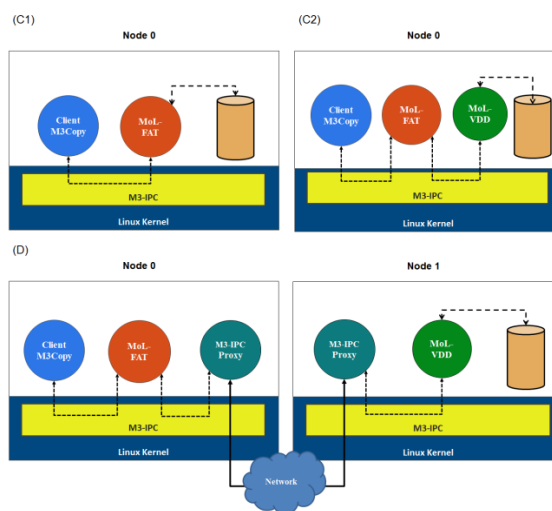 (C1)
Node 0
Client
M3Copy
MoL-
FAT
M3-IPC
Linux Kernel
(C2)
Node 0
Client
M3Copy
MoL-
FAT
MoL-
VDD
M3-IPC
Linux Kernel
(D)
Node 0
Client
M3Copy
MoL-
FAT
M3-IPC
Proxy
M3-IPC
Linux Kernel
Node 1
M3-IPC
Proxy
MoL-
VDD
M3-IPC
Linux Kernel
Network